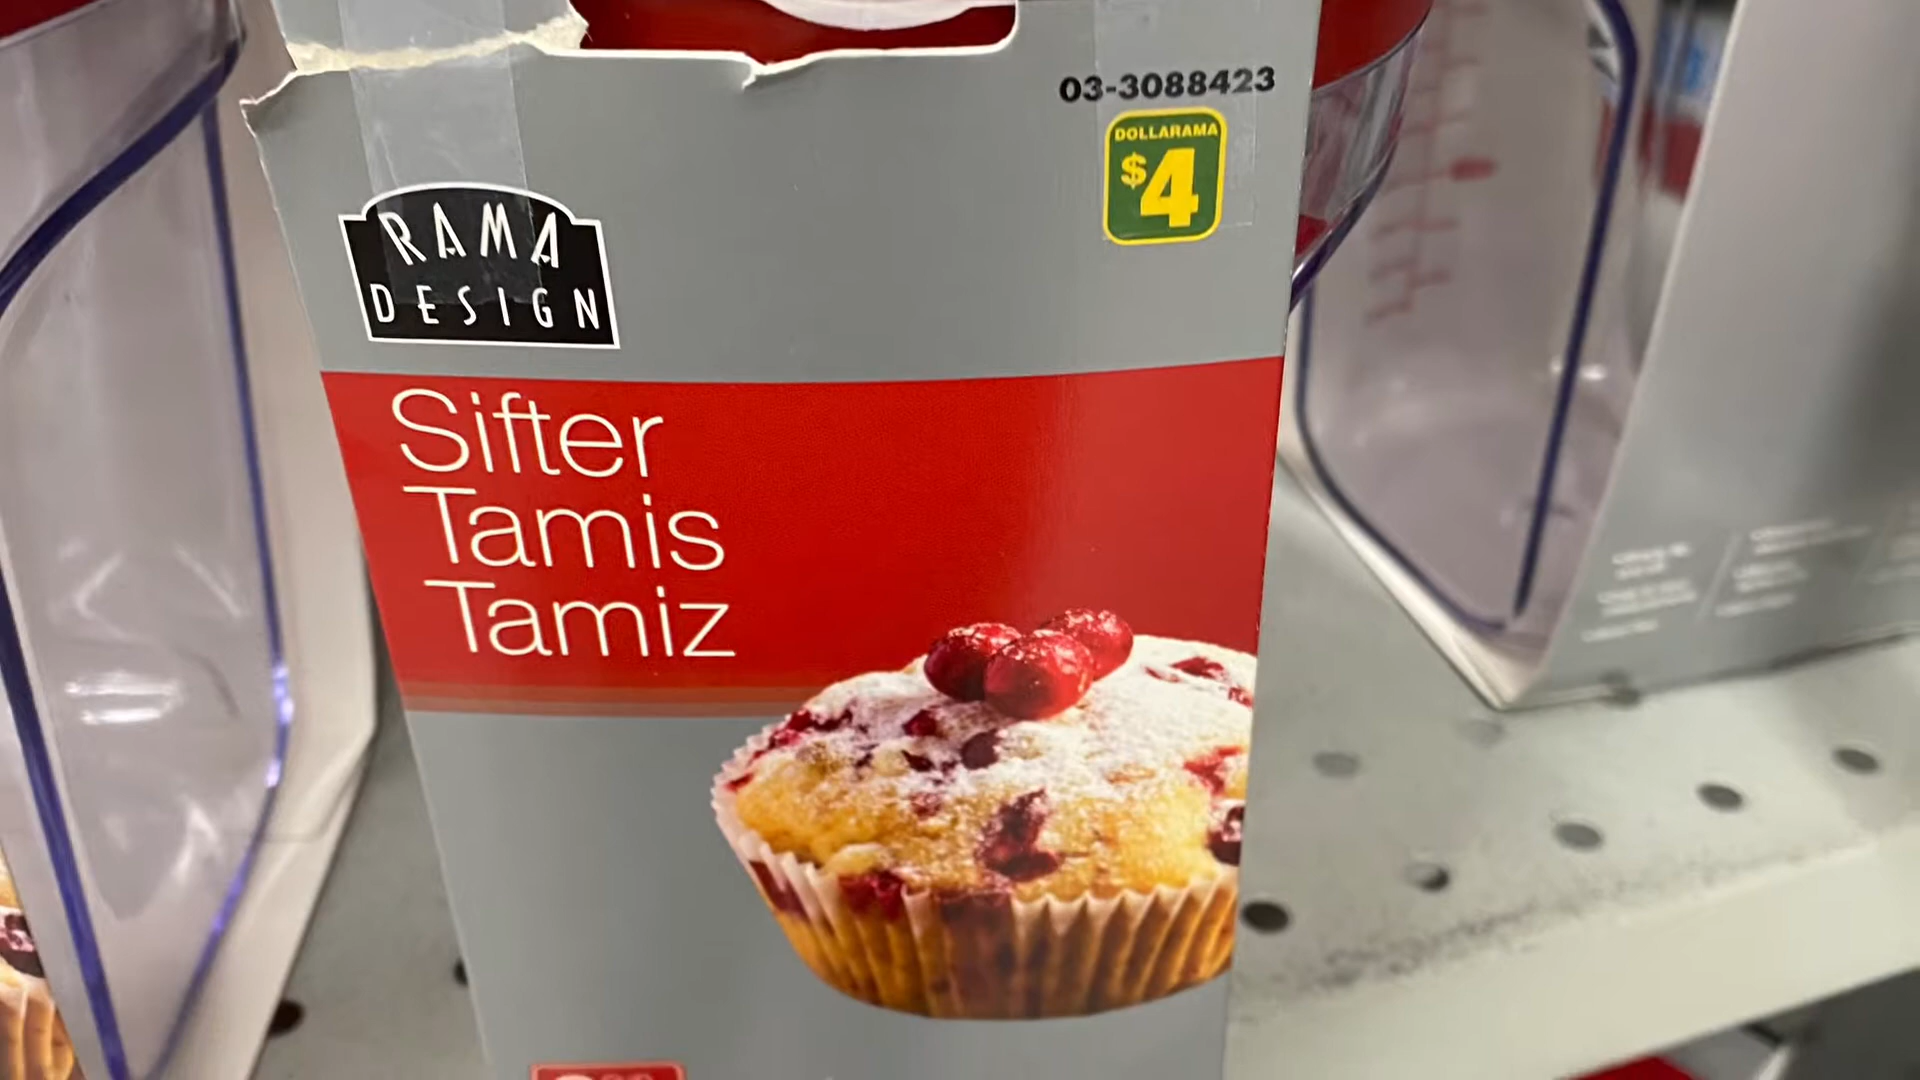 03-3088423
DOLLARAMA
$4
RAMA
DESIGN
Sifter
Tamis
Tamiz